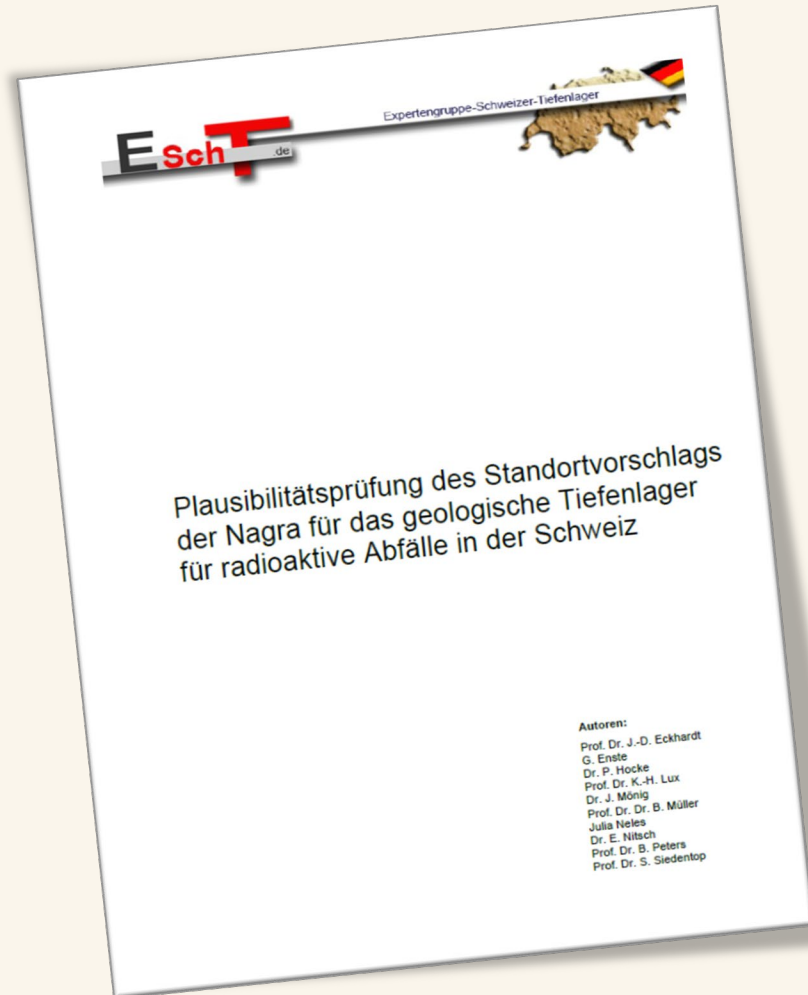 ESchT.de
Expertengruppe-Schweizer-Tiefenlager
Plausibilitätsprüfung des Standortvorschlags
der Nagra für das geologische Tiefenlager
für radioaktive Abfälle in der Schweiz
Autoren:
Prof. Dr. J.-D. Eckhardt
G. Enste
Dr. P. Hocke
Prof. Dr. K.-H. Lux
Dr. J. Mönig
Prof. Dr. Dr. B. Müller
Julia Neles
Dr. E. Nitsch
Prof. Dr. B. Peters
Prof. Dr. S. Siedentop